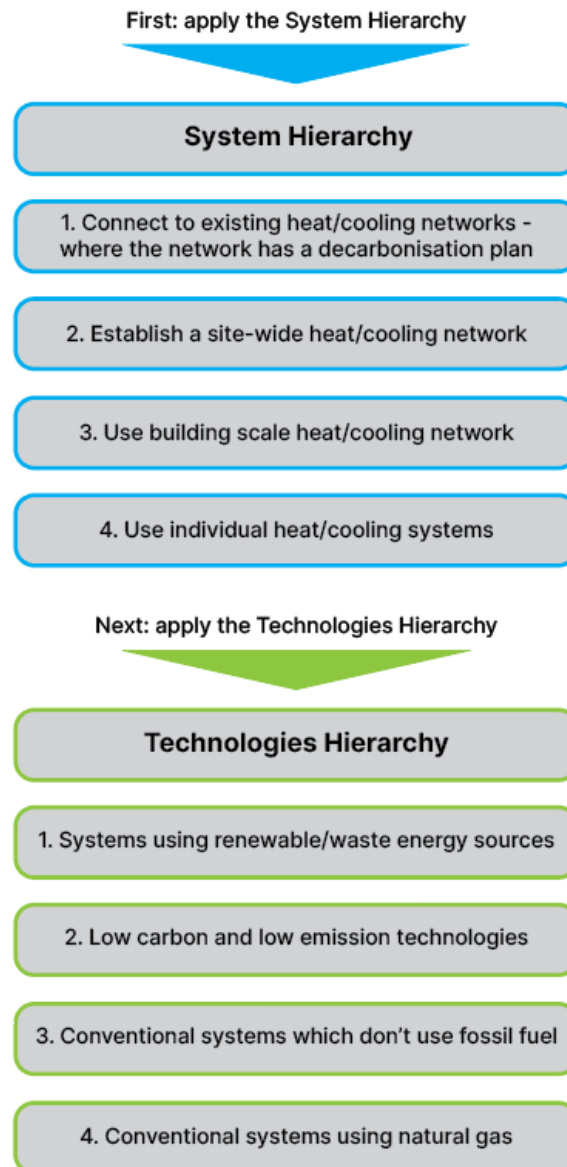 First: apply the System Hierarchy
System Hierarchy
1. Connect to existing heat/cooling networks -
where the network has a decarbonisation plan
2. Establish a site-wide heat/cooling network
3. Use building scale heat/cooling network
4. Use individual heat/cooling systems
Next: apply the Technologies Hierarchy
Technologies Hierarchy
1. Systems using renewable/waste energy sources
2. Low carbon and low emission technologies
3. Conventional systems which don’t use fossil fuel
4. Conventional systems using natural gas